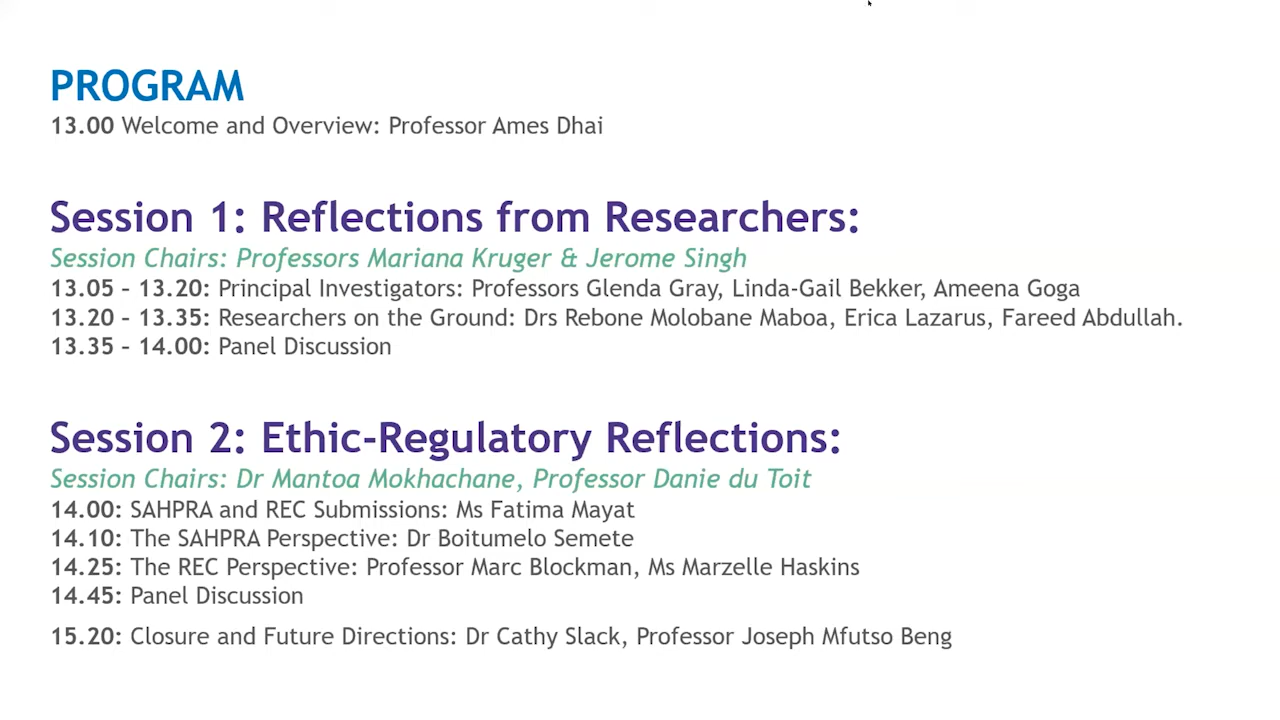 PROGRAM
13.00 Welcome and Overview: Professor Ames Dhai
Session 1: Reflections from Researchers:
Session Chairs: Professors Mariana Kruger & Jerome Singh
13.05 – 13.20: Principal Investigators: Professors Glenda Gray, Linda-Gail Bekker, Ameena Goga
13.20 – 13.35: Researchers on the Ground: Drs Rebone Molobane Maboa, Erica Lazarus, Fareed Abdullah.
13.35 – 14.00: Panel Discussion
Session 2: Ethic-Regulatory Reflections:
Session Chairs: Dr Mantoa Mokhachane, Professor Danie du Toit
14.00: SAHPRA and REC Submissions: Ms Fatima Mayat
14.10: The SAHPRA Perspective: Dr Boitumelo Semete
14.25: The REC Perspective: Professor Marc Blockman, Ms Marzelle Haskins
14.45: Panel Discussion
15.20: Closure and Future Directions: Dr Cathy Slack, Professor Joseph Mfutso Beng